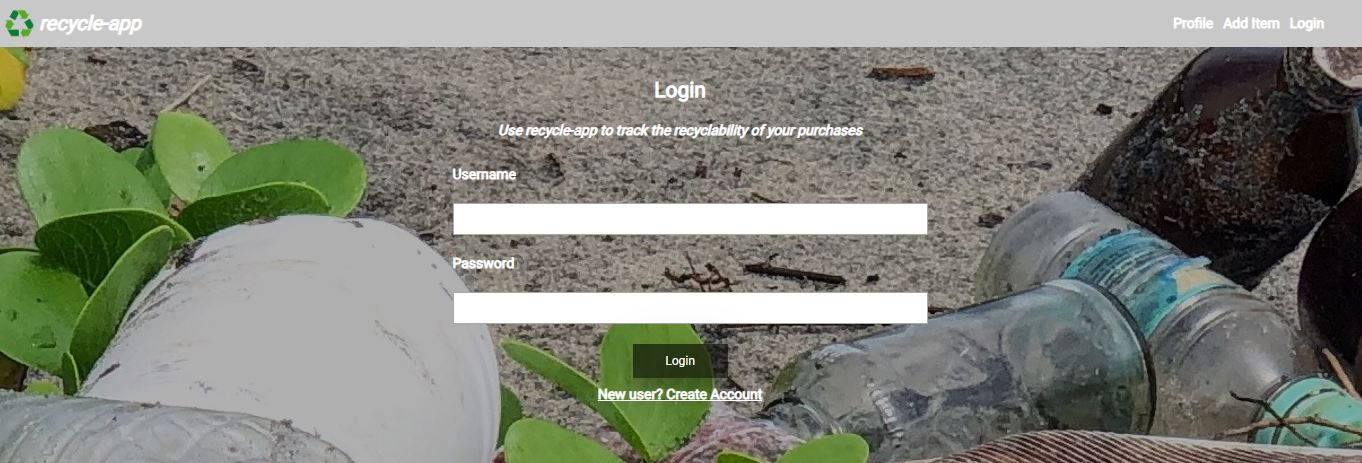 recycle-app
Profile Add Item Login
Login
Use recycle-app to track the recyclability of your purchases
Username
Password
Login
New user? Create Account